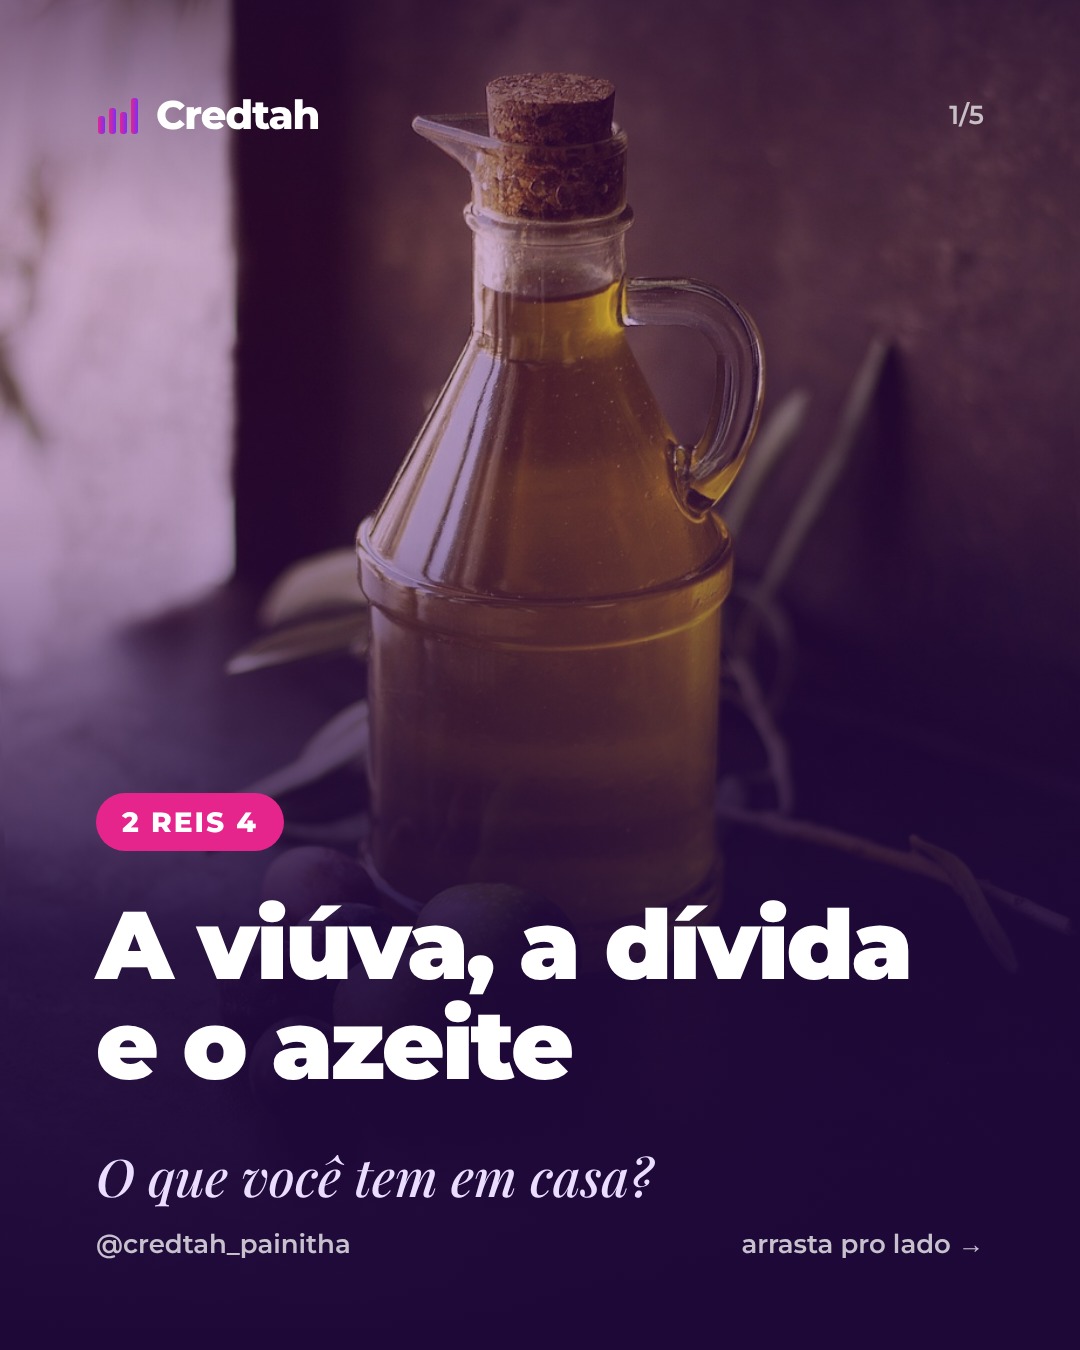 Credtah
1/5
2 REIS 4
A viúva, a dívida
e o azeite
O que você tem em casa?
@credtah_painitha
arrasta pro lado →